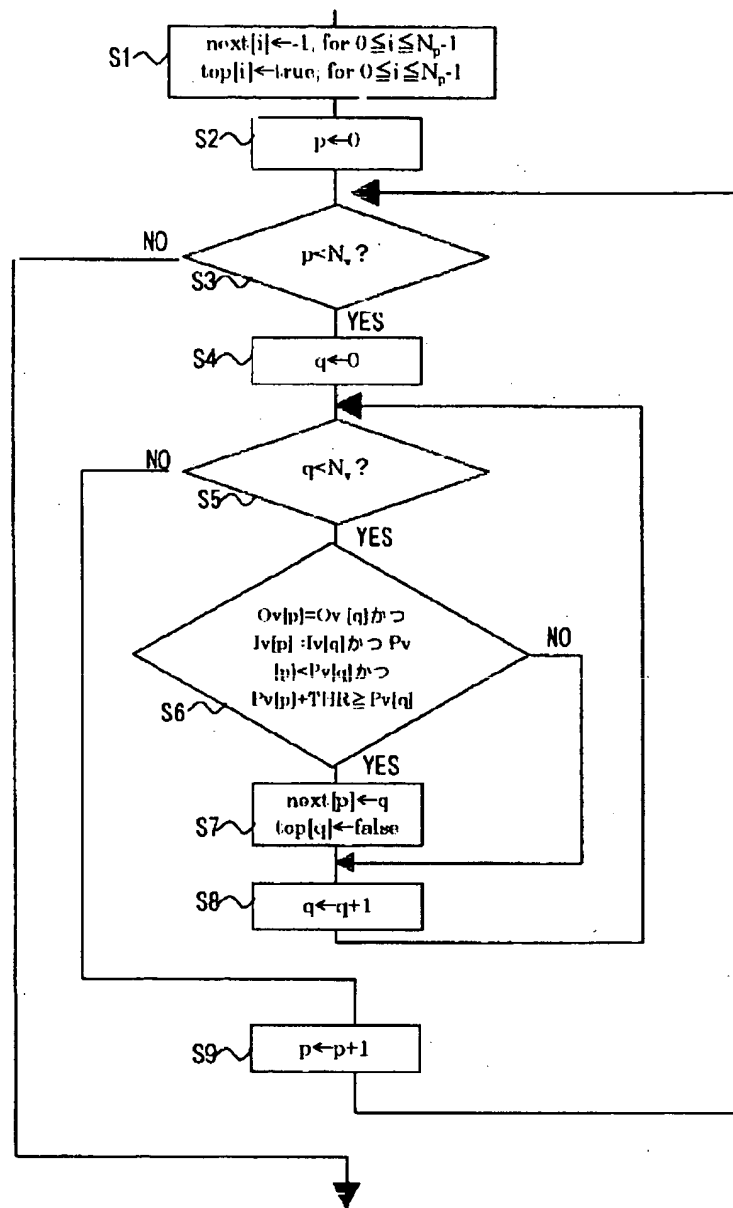 S1
next[i]←-1, for 0≦i≦Np-1
top[i]←true, for 0≦i≦Np-1
S2
p←0
NO
p<Nv?
S3
YES
S4
q←0
NO
q<Nv?
S5
YES
Ov[p]=Ov[q]かつ
Iv[p]=Iv[q]かつ Pv
[p]<Pv[q]かつ
Pv[p]+THR≧Pv[q]
NO
S6
YES
next[p]←q
top[q]←false
S7
S8
q←q+1
S9
p←p+1